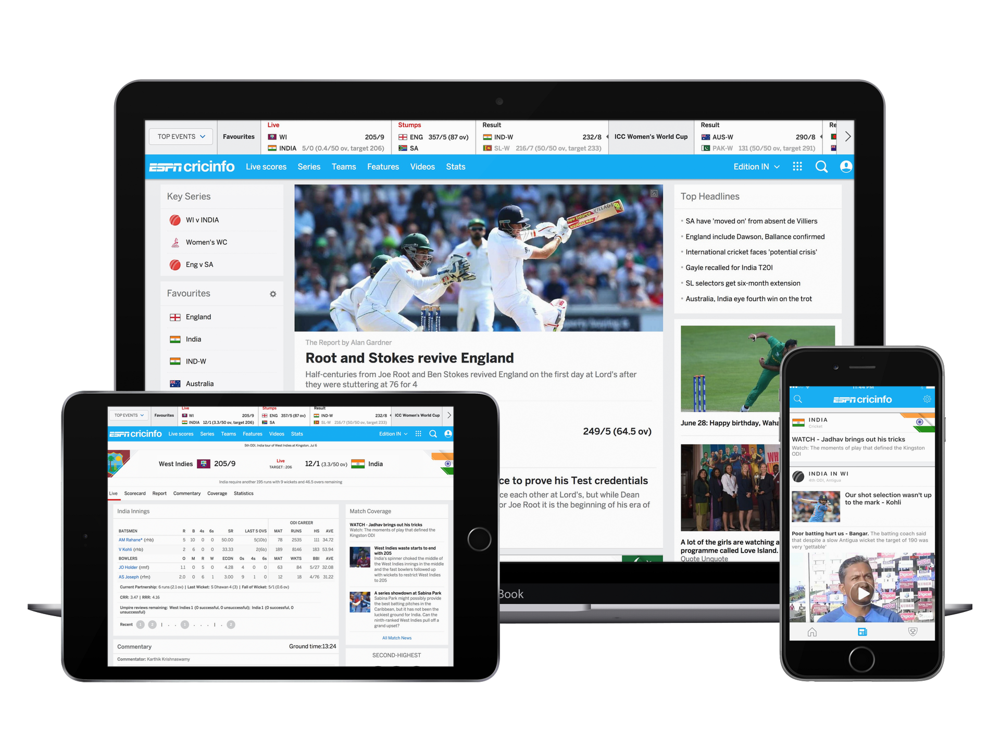 Live
Stumps
Result
Result
Re
TOP EVENTS
Favourites
WI 205/9
ENG 357/5 (87 ov)
IND-W 232/8
ICC Women's World Cup
AUS-W 290/8
INDIA 5/0 (0.4/50 ov, target 206)
SA
SL-W 216/7 (50/50 ov, target 233)
PAK-W 131 (50/50 ov, target 291)
ESPN cricinfo Live scores Series Teams Features Videos Stats Edition IN
Key Series
WI v INDIA
Women's WC
Eng v SA
Favourites
England
India
IND-W
Australia
new balance
VILLAGE
new balance
The Report by Alan Gardner
Root and Stokes revive England
Half-centuries from Joe Root and Ben Stokes revived England on the first day at Lord's after
they were stuttering at 76 for 4
249/5 (64.5 ov)
ce to prove his Test credentials
ce each other at Lord's, but while Dean
or Joe Root it is the beginning of his era of
Top Headlines
• SA have 'moved on' from absent de Villiers
• England include Dawson, Ballance confirmed
• International cricket faces 'potential crisis'
• Gayle recalled for India T20I
• SL selectors get six-month extension
• Australia, India eye fourth win on the trot
June 28: Happy birthday, Waha
WH
A lot of the girls are watching a
programme called Love Island.
Quote Unquote
Book
Live
Stumps
Result
TOP EVENTS
Favourites
WI 205/9
ENG 357/5 (87 ov)
IND-W 232/8
ICC Women's World Cup
INDIA 12/1 (3.3/50 ov, target 206)
SA
SL-W 216/7 (50/50 ov, target 233)
ESPN cricinfo Live scores Series Teams Features Videos Stats Edition IN
5th ODI, India tour of West Indies at Kingston, Jul 6
West Indies 205/9
Live
TARGET : 206
12/1 (3.3/50 ov) India
India require another 195 runs with 9 wickets and 46.5 overs remaining
Live Scorecard Report Commentary Coverage Statistics
India Innings
ODI CAREER
BATSMEN R B 4s 6s SR LAST 5 OVS MAT RUNS HS AVE
AM Rahane* (rhb) 5 10 0 0 50.00 5(10b) 78 2535 111 34.72
V Kohli (rhb) 2 6 0 0 33.33 2(6b) 189 8146 183 53.94
BOWLERS O M R W ECON 0s 4s 6s MAT WKTS BBI AVE
JO Holder (rmf) 1.1 0 5 0 4.28 4 0 0 63 84 5/27 32.08
AS Joseph (rfm) 2.0 0 6 1 3.00 9 1 0 12 18 4/76 31.22
Current Partnership: 6 runs (2.1 ov) | Last Wicket: S Dhawan 4 (3) | Fall of Wicket: 5/1 (0.6 ov)
CRR: 3.47 | RRR: 4.16
Umpire reviews remaining: West Indies 1 (0 successful, 0 unsuccessful); India 1 (0 successful, 0
unsuccessful)
Recent 1 2 | . . 1 . . . | . 2
Commentary Ground time:13:24
Commentator: Karthik Krishnaswamy
Match Coverage
WATCH - Jadhav brings out his tricks
Watch: The moments of play that defined the
Kingston ODI
West Indies waste starts to end
with 205
India's spinner choked the middle of
the West Indies innings in the middle
and the fast bowlers followed up
with wickets to restrict West Indies
to 205
A series showdown at Sabina Park
Sabina Park might possibly provide
the best batting pitches in the
Caribbean, but it has not been the
luckiest ground for India. Can the
ninth-ranked West Indies pull off a
grand upset?
All Match News
SECOND-HIGHEST
11:44 PM
ESPN cricinfo
INDIA
Cricket
WATCH - Jadhav brings out his tricks
Watch: The moments of play that defined the Kingston
ODI
INDIA IN WI
4th ODI, Antigua
Our shot selection wasn't up
to the mark - Kohli
Poor batting hurt us - Bangar. The batting coach said
that despite a slow Antigua wicket the target of 190 was
very 'gettable'
Digicel
KENT
Digicel
Digicel
KUBER
Digicel
ROYAL STAG
Digicel